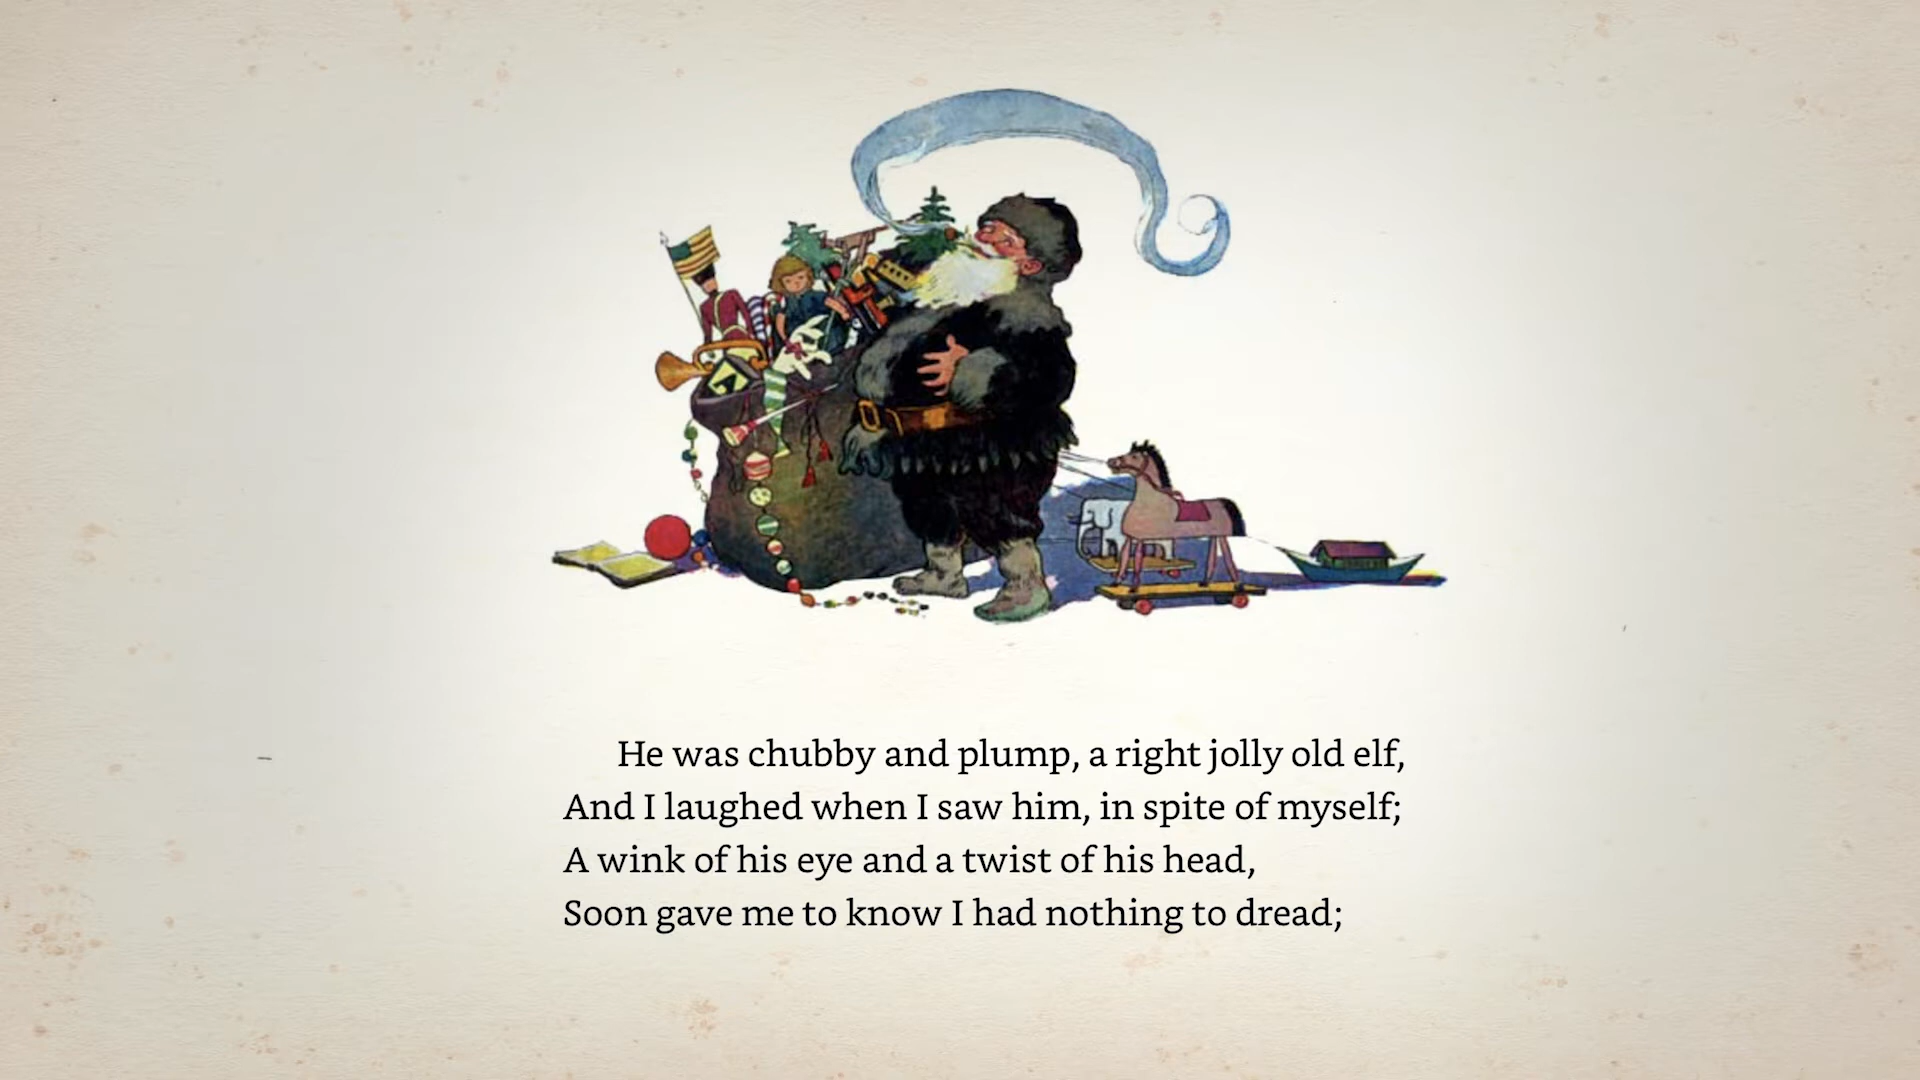 He was chubby and plump, a right jolly old elf,
And I laughed when I saw him, in spite of myself;
A wink of his eye and a twist of his head,
Soon gave me to know I had nothing to dread;